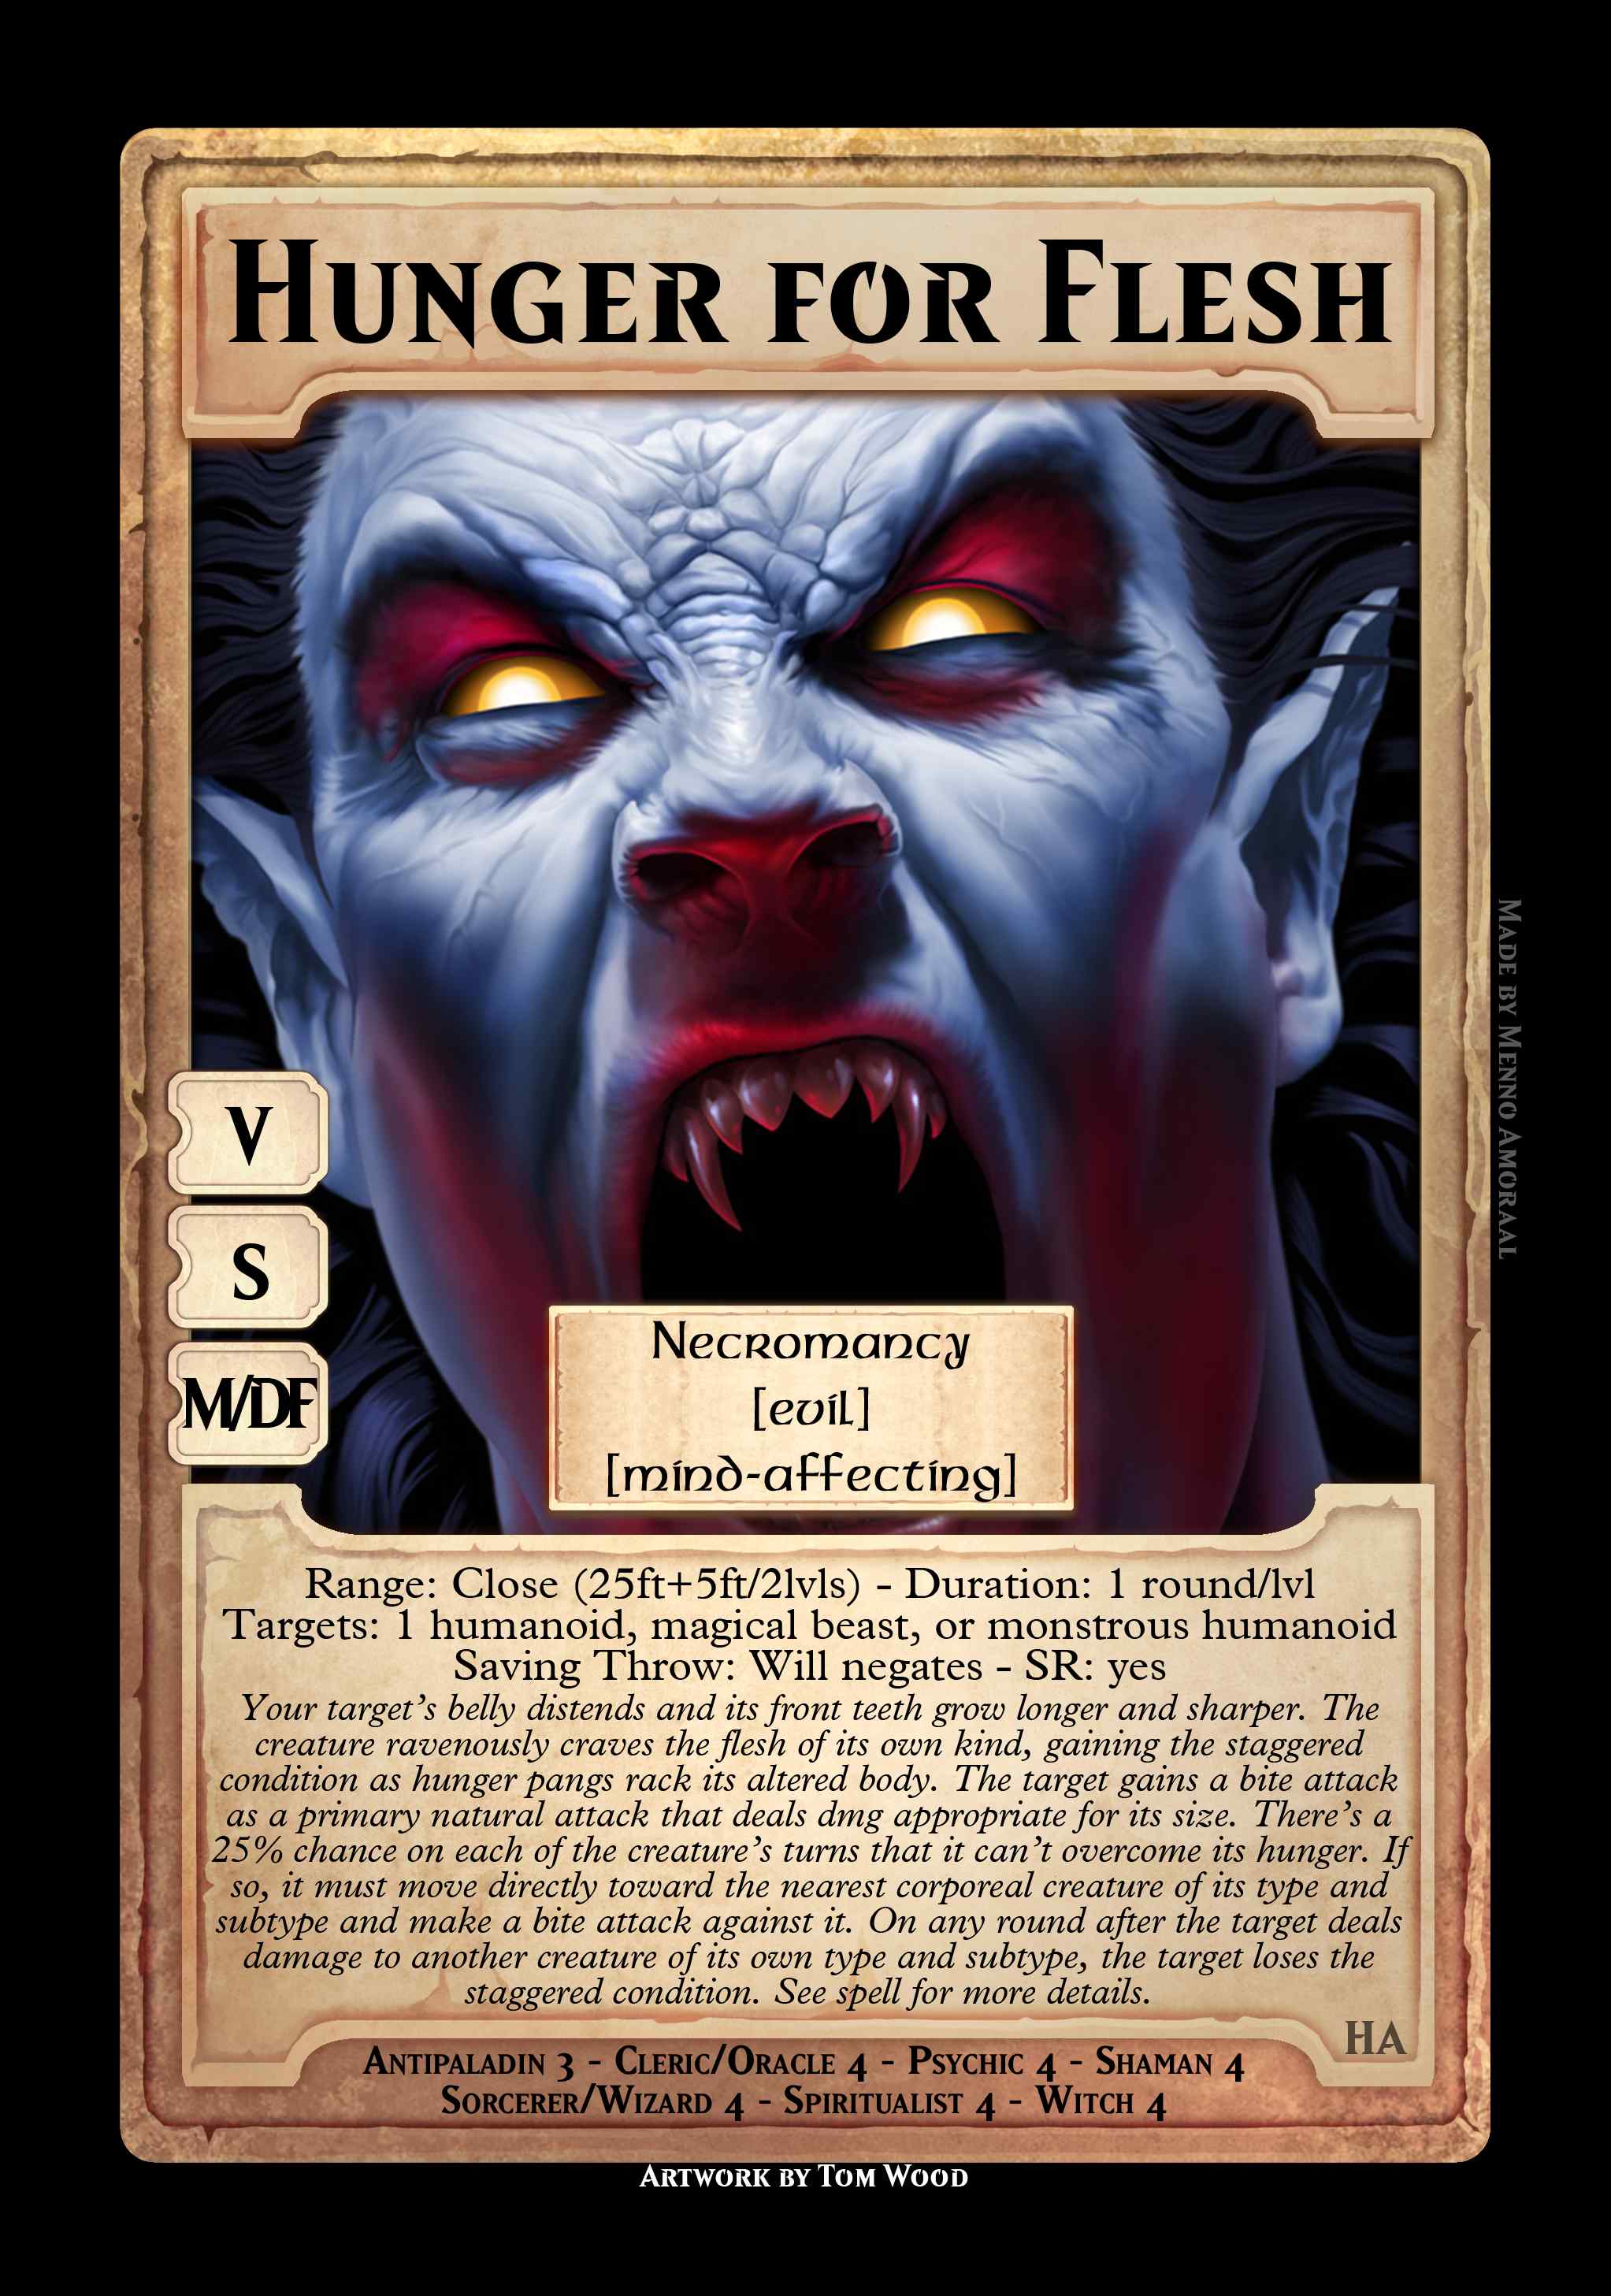 Hunger for Flesh
V
S
M/DF
Necromancy
[evil]
[mind-affecting]
Range: Close (25ft+5ft/2lvls) - Duration: 1 round/lvl
Targets: 1 humanoid, magical beast, or monstrous humanoid
Saving Throw: Will negates - SR: yes
Your target's belly distends and its front teeth grow longer and sharper. The
creature ravenously craves the flesh of its own kind, gaining the staggered
condition as hunger pangs rack its altered body. The target gains a bite attack
as a primary natural attack that deals dmg appropriate for its size. There's a
25% chance on each of the creature's turns that it can't overcome its hunger. If
so, it must move directly toward the nearest corporeal creature of its type and
subtype and make a bite attack against it. On any round after the target deals
damage to another creature of its own type and subtype, the target loses the
staggered condition. See spell for more details.
HA
Antipaladin 3 - Cleric/Oracle 4 - Psychic 4 - Shaman 4
Sorcerer/Wizard 4 - Spiritualist 4 - Witch 4
Artwork by Tom Wood
Made by Menno Amoraal